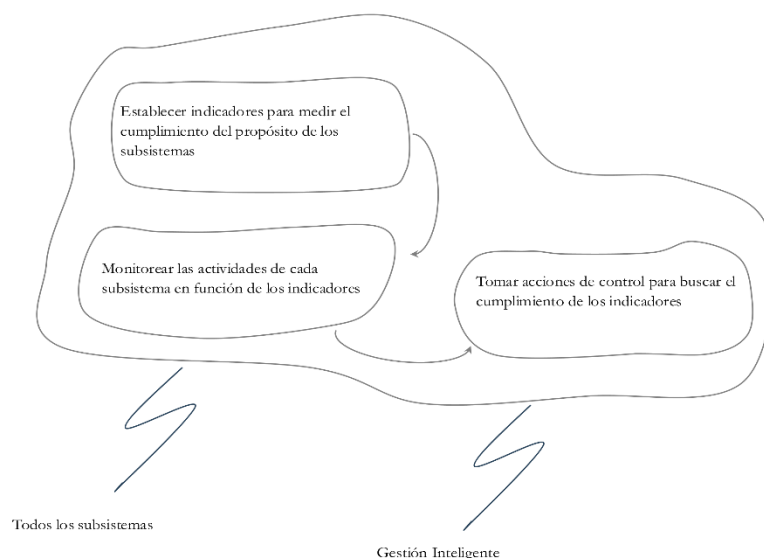 Establecer indicadores para medir el
cumplimiento del propósito de los
subsistemas
Monitorear las actividades de cada
subsistema en función de los indicadores
Tomar acciones de control para buscar el
cumplimiento de los indicadores
Todos los subsistemas
Gestión Inteligente